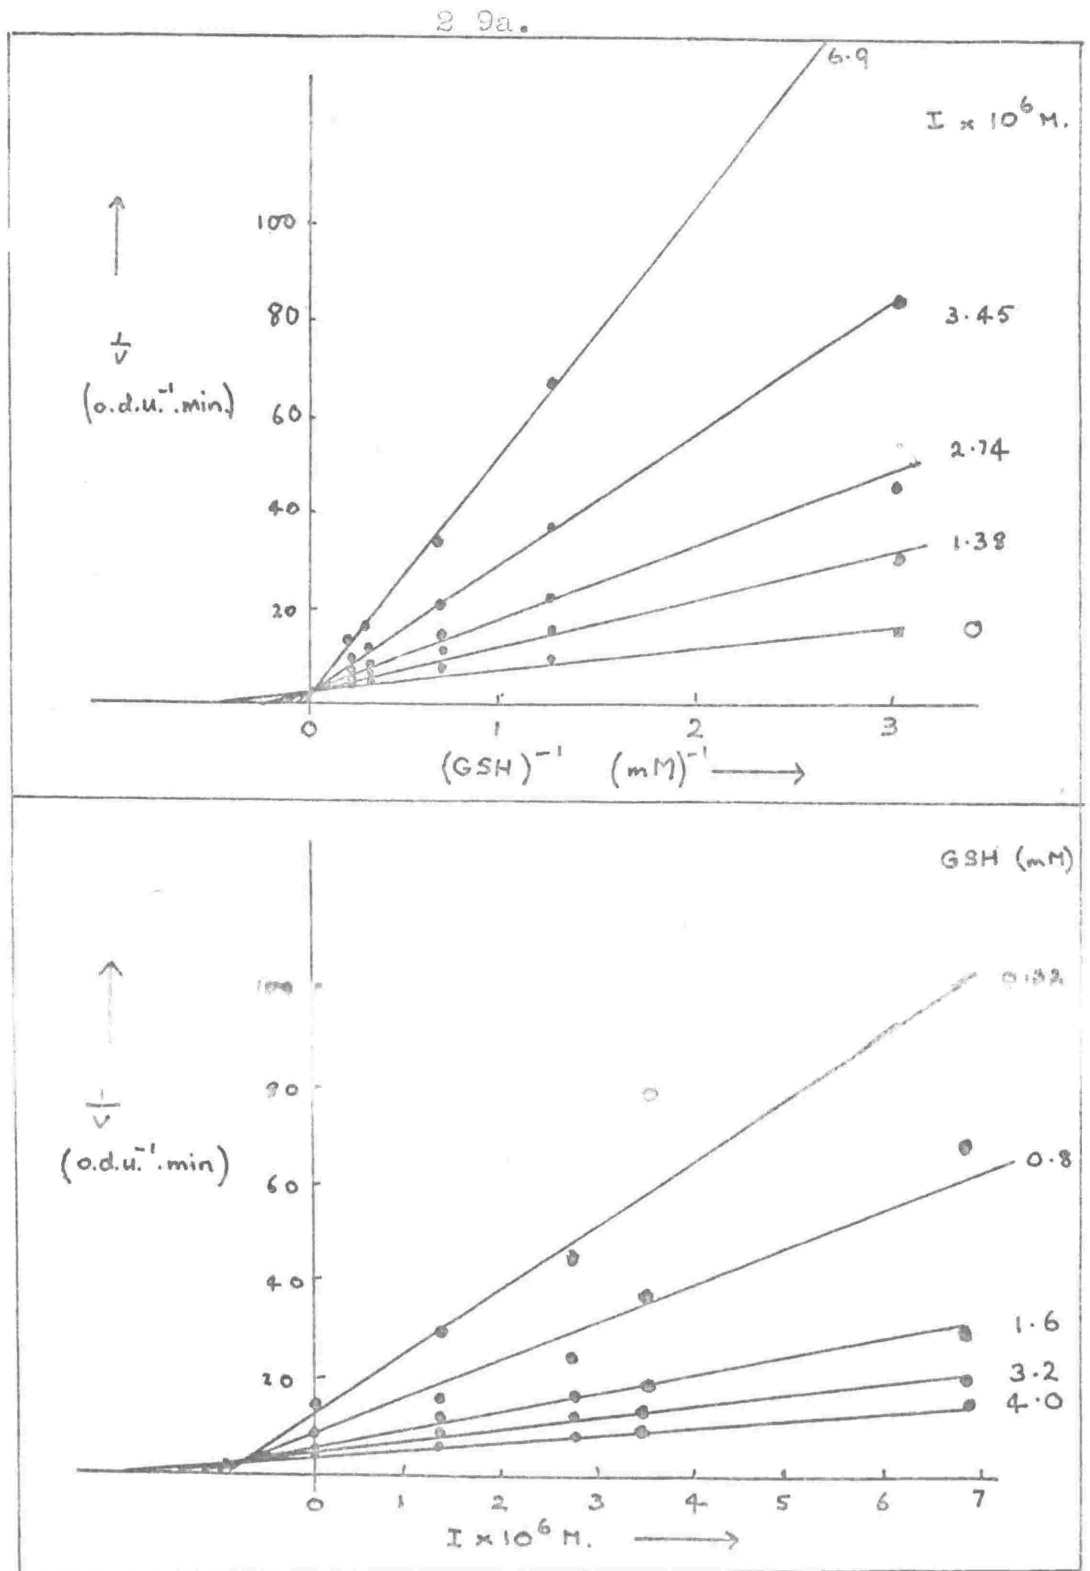 2 9a.
6.9
I × 10⁶ M.
100
80
60
40
20
1/V
(o.d.u.⁻¹.min.)
3.45
2.74
1.38
0
0 1 2 3
(GSH)⁻¹ (mM)⁻¹
GSH (mM)
80
60
40
20
1/V
(o.d.u.⁻¹.min)
0.8
1.6
3.2
4.0
0 1 2 3 4 5 6 7
I × 10⁶ M.